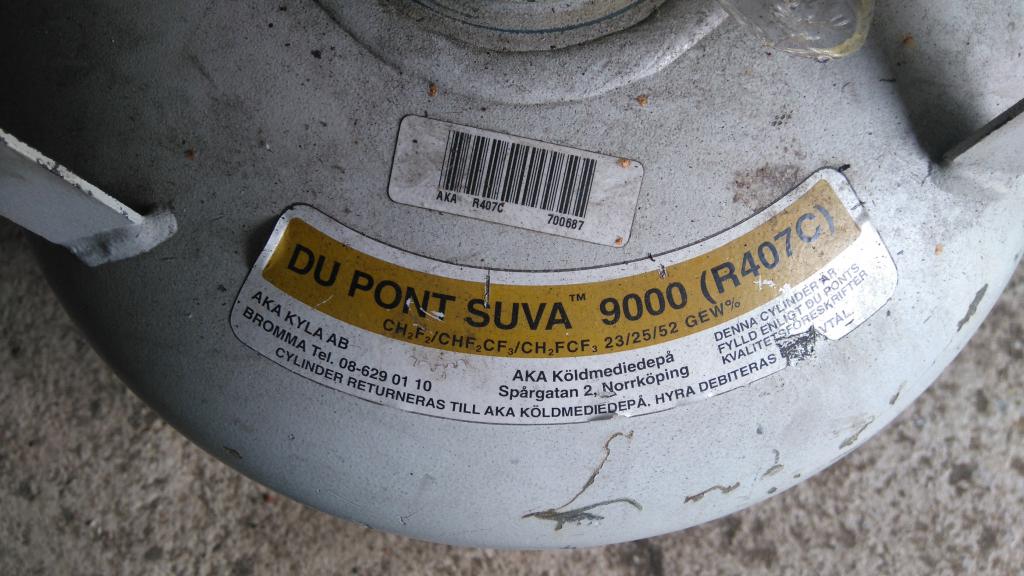 AKA R407C 700687
DU PONT SUVA™ 9000 (R407C)
CH₂F₂/CHF₂CF₃/CH₂FCF₃ 23/25/52 GEW%
AKA KYLA AB
BROMMA Tel. 08-629 01 10
AKA Köldmediedepå
Spårgatan 2, Norrköping
DENNA CYLINDER ÄR
FYLLD ENLIGT DU PONTS
KVALITETSFÖRESKRIFTER
CYLINDER RETURNERAS TILL AKA KÖLDMEDIEDEPÅ. HYRA DEBITERAS